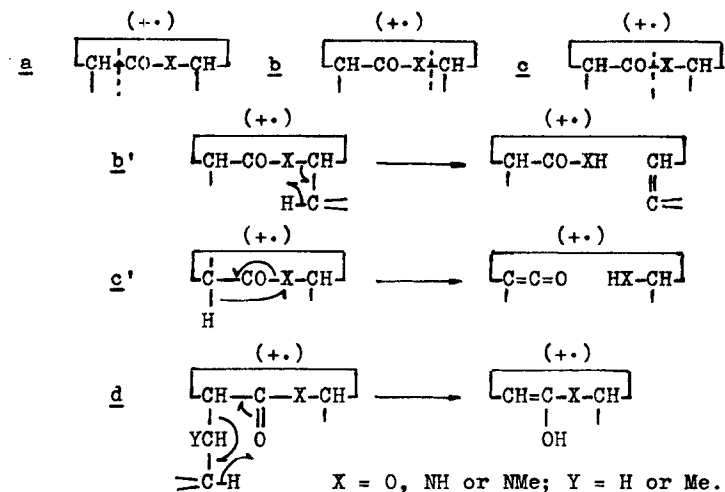 (+·) (+·) (+·)
a CH–CO–X–CH b CH–CO–X–CH c CH–CO–X–CH
(+·) (+·)
b' CH–CO–X–CH CH–CO–XH CH
H–C= C=
(+·) (+·)
c' C–CO–X–CH C=C=O HX–CH
H
(+·) (+·)
d CH–C–X–CH CH=C–X–CH
YCH O OH
=C–H X = O, NH or NMe; Y = H or Me.